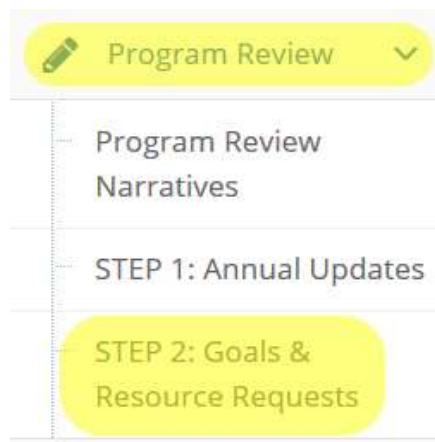 Program Review
Program Review
Narratives
STEP 1: Annual Updates
STEP 2: Goals &
Resource Requests